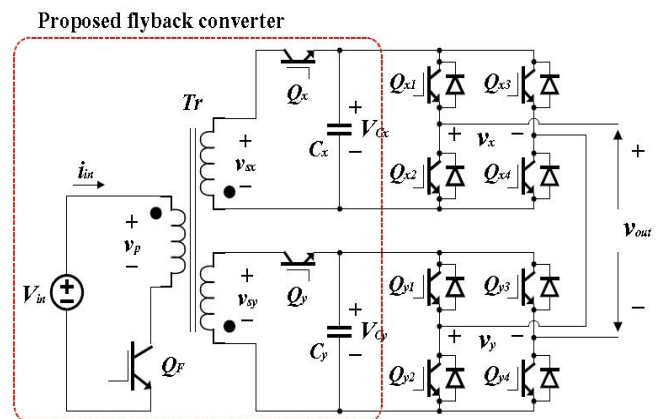 Proposed flyback converter
Tr
Qx
Qx1
Qx3
+
vsx
−
Cx
+
VCx
−
+ vx −
Qx2
Qx4
iin
+
vp
−
Vin
QF
+
vsy
−
Qy
Cy
+
VCy
−
Qy1
Qy3
+ vy −
Qy2
Qy4
+
vout
−